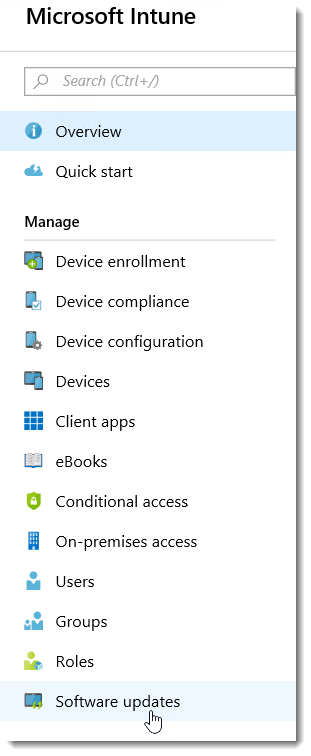 Microsoft Intune
Search (Ctrl+/)
Overview
Quick start
Manage
Device enrollment
Device compliance
Device configuration
Devices
Client apps
eBooks
Conditional access
On-premises access
Users
Groups
Roles
Software updates